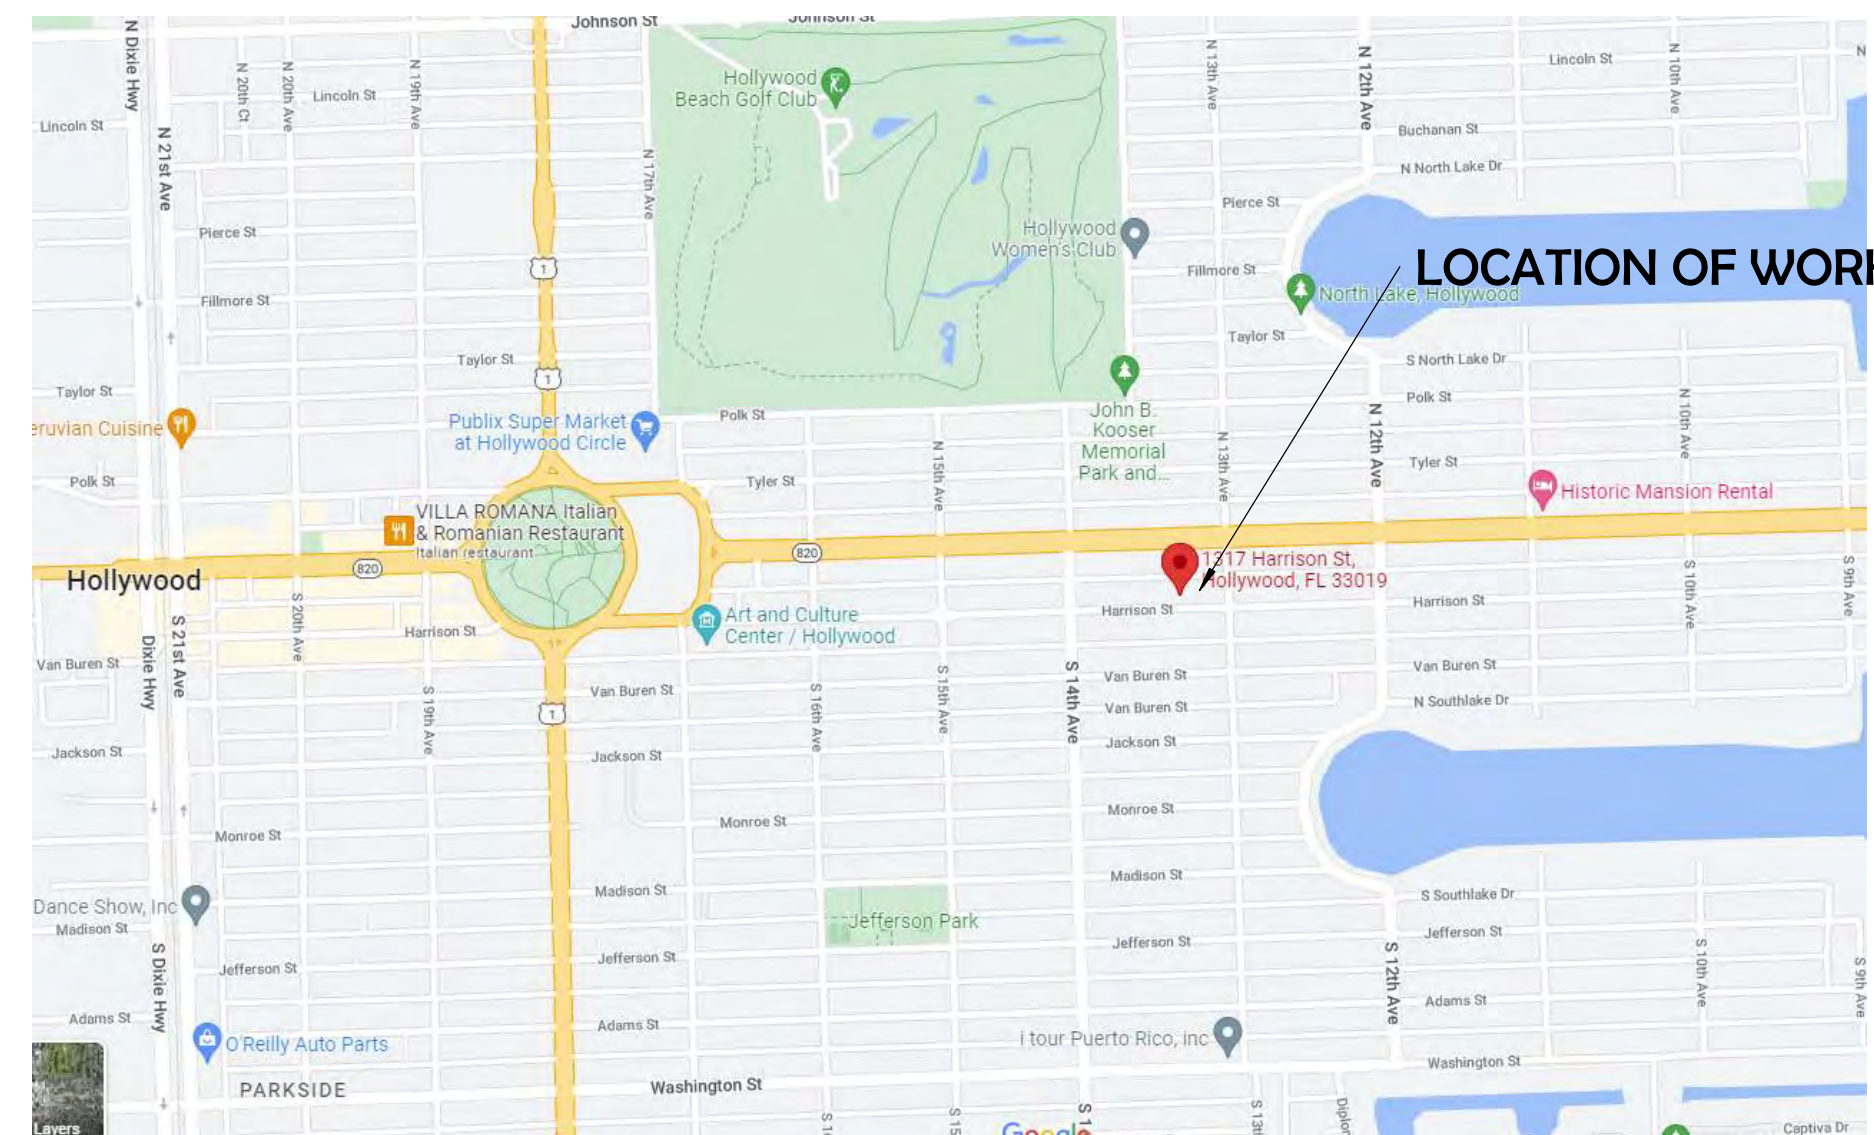 Johnson St
Johnson St
N Dixie Hwy
N 20th Ct
N 20th Ave
Lincoln St
N 19th Ave
Lincoln St
N 21st Ave
N 17th Ave
Hollywood
Beach Golf Club
N 13th Ave
N 12th Ave
Lincoln St
N 10th Ave
N
Buchanan St
N North Lake Dr
Pierce St
Pierce St
Hollywood
Women's Club
Fillmore St
1
LOCATION OF WOR
North Lake, Hollywood
Fillmore St
Taylor St
Taylor St
1
S North Lake Dr
Taylor St
Polk St
eruvian Cuisine
Publix Super Market
at Hollywood Circle
Polk St
John B.
Kooser
Memorial
Park and...
N 15th Ave
N 13th Ave
N 12th Ave
N 10th Ave
Tyler St
Polk St
Tyler St
Historic Mansion Rental
VILLA ROMANA Italian
& Romanian Restaurant
Italian restaurant
820
820
1317 Harrison St,
Hollywood, FL 33019
Hollywood
S 20th Ave
Harrison St
Art and Culture
Center / Hollywood
Harrison St
Harrison St
S 10th Ave
S 9th Ave
S 21st Ave
Dixie Hwy
Van Buren St
S 19th Ave
Van Buren St
S 16th Ave
S 15th Ave
S 14th Ave
Van Buren St
Van Buren St
Van Buren St
N Southlake Dr
1
Jackson St
Jackson St
Jackson St
Monroe St
Monroe St
Monroe St
Madison St
Madison St
S Southlake Dr
Dance Show, Inc
Madison St
Jefferson Park
Jefferson St
Jefferson St
S Dixie Hwy
Jefferson St
Jefferson St
S 12th Ave
S 10th Ave
S 9th Ave
Adams St
Adams St
Adams St
O'Reilly Auto Parts
i tour Puerto Rico, inc
Washington St
PARKSIDE
Washington St
Layers
S 15
S 1
S 13t
Diplor
Google
Captiva Dr